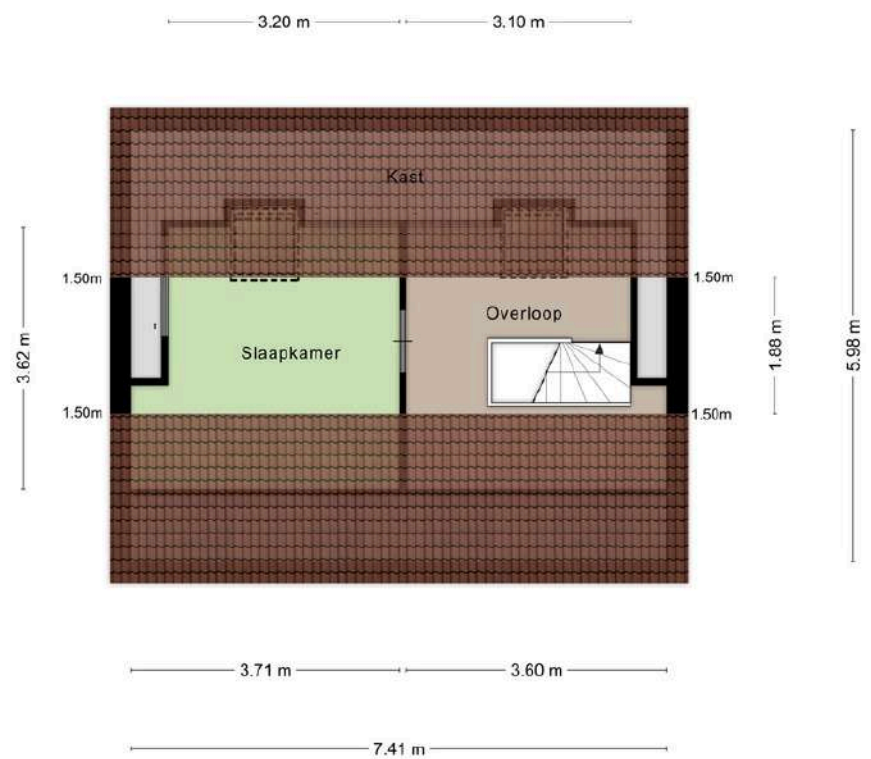 3.20 m 3.10 m
Kast
1.50m 1.50m
Overloop
Slaapkamer
3.62 m 1.88 m 5.98 m
1.50m 1.50m
3.71 m 3.60 m
7.41 m